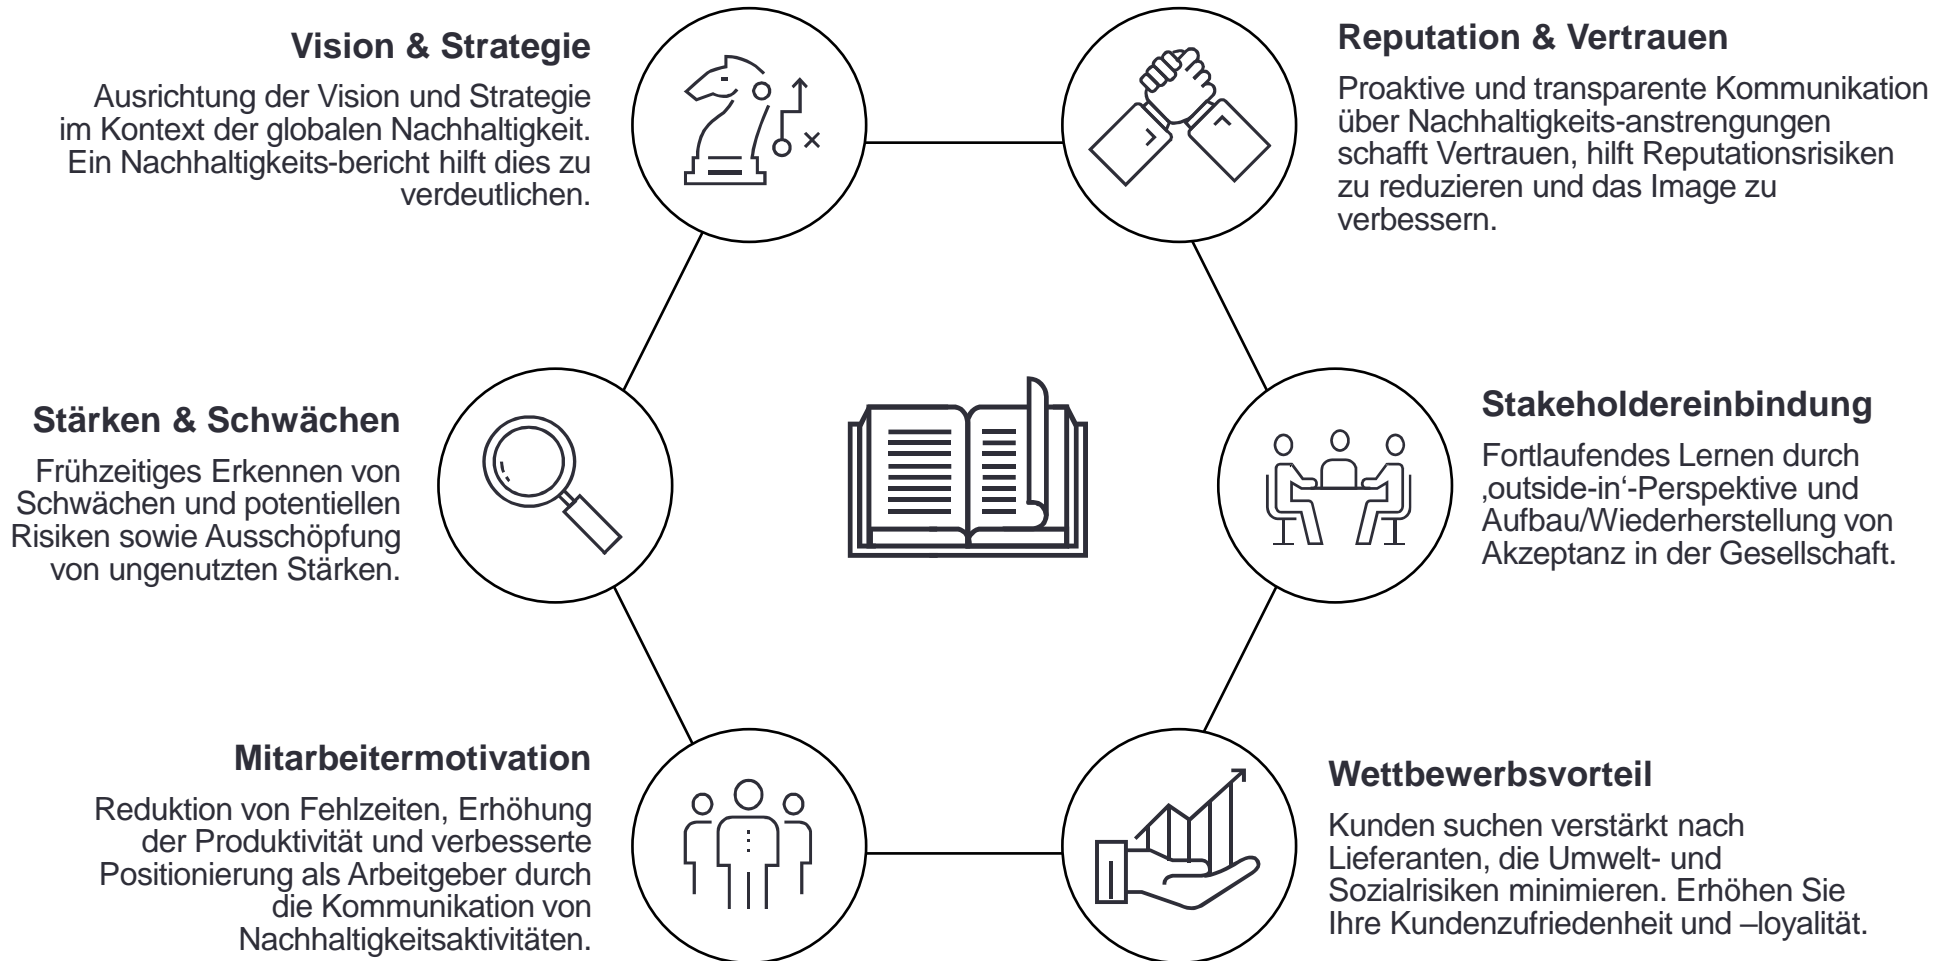 Vision & Strategie
Ausrichtung der Vision und Strategie
im Kontext der globalen Nachhaltigkeit.
Ein Nachhaltigkeits-bericht hilft dies zu
verdeutlichen.
Reputation & Vertrauen
Proaktive und transparente Kommunikation
über Nachhaltigkeits-anstrengungen
schafft Vertrauen, hilft Reputationsrisiken
zu reduzieren und das Image zu
verbessern.
Stärken & Schwächen
Frühzeitiges Erkennen von
Schwächen und potentiellen
Risiken sowie Ausschöpfung
von ungenutzten Stärken.
Stakeholdereinbindung
Fortlaufendes Lernen durch
‚outside-in‘-Perspektive und
Aufbau/Wiederherstellung von
Akzeptanz in der Gesellschaft.
Mitarbeitermotivation
Reduktion von Fehlzeiten, Erhöhung
der Produktivität und verbesserte
Positionierung als Arbeitgeber durch
die Kommunikation von
Nachhaltigkeitsaktivitäten.
Wettbewerbsvorteil
Kunden suchen verstärkt nach
Lieferanten, die Umwelt- und
Sozialrisiken minimieren. Erhöhen Sie
Ihre Kundenzufriedenheit und –loyalität.